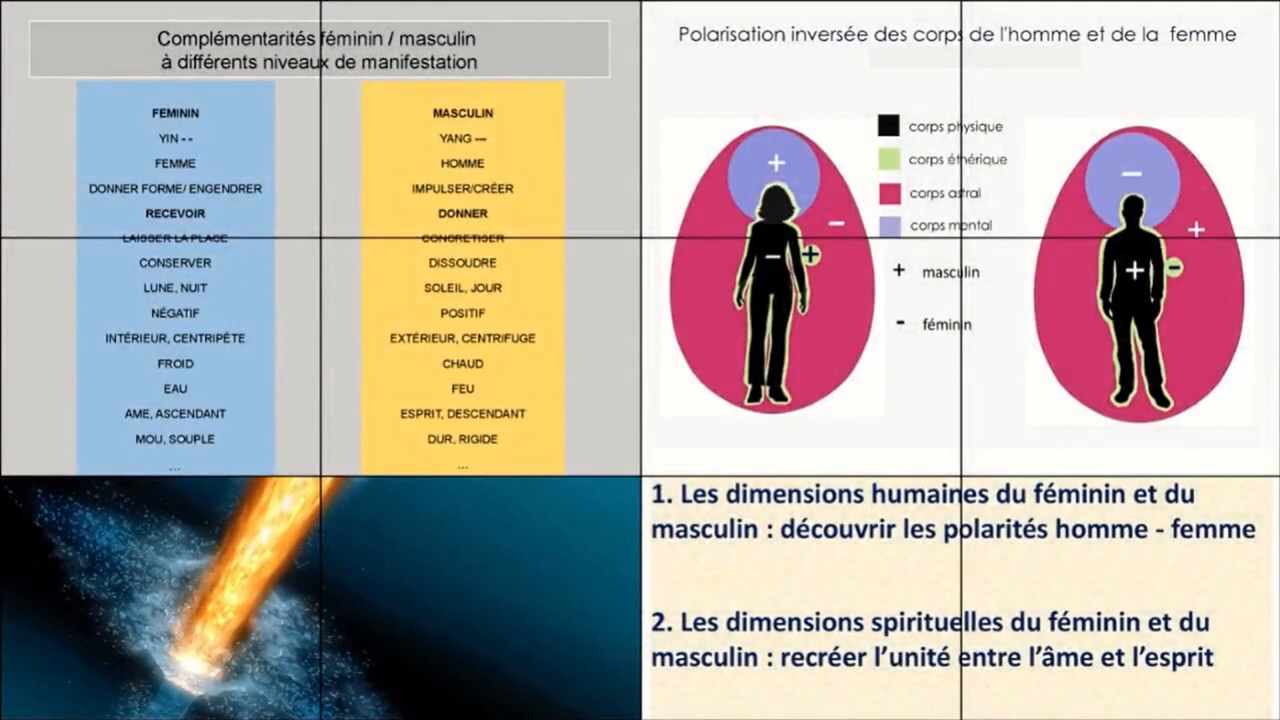 Complémentarités féminin / masculin
à différents niveaux de manifestation
FEMININ
YIN - -
FEMME
DONNER FORME/ ENGENDRER
RECEVOIR
LAISSER LA PLACE
CONSERVER
LUNE, NUIT
NÉGATIF
INTÉRIEUR, CENTRIPÈTE
FROID
EAU
AME, ASCENDANT
MOU, SOUPLE
...
MASCULIN
YANG —
HOMME
IMPULSER/CRÉER
DONNER
CONCRETISER
DISSOUDRE
SOLEIL, JOUR
POSITIF
EXTÉRIEUR, CENTRIFUGE
CHAUD
FEU
ESPRIT, DESCENDANT
DUR, RIGIDE
...
Polarisation inversée des corps de l'homme et de la femme
+
-
-
+
corps physique
corps éthérique
corps astral
corps mental
+ masculin
- féminin
-
+
+
-
1. Les dimensions humaines du féminin et du
masculin : découvrir les polarités homme - femme
2. Les dimensions spirituelles du féminin et du
masculin : recréer l’unité entre l’âme et l’esprit